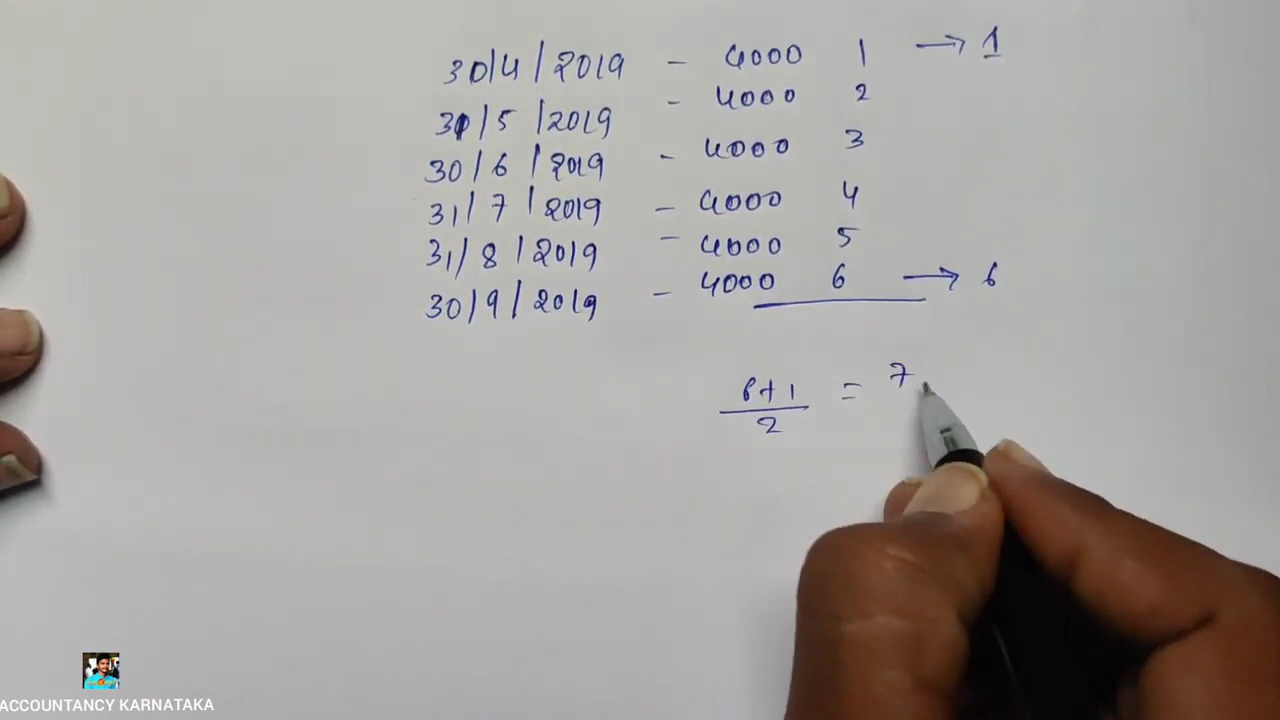 30/4/2019 - 4000 1 → 1
31/5/2019 - 4000 2
30/6/2019 - 4000 3
31/7/2019 - 4000 4
31/8/2019 - 4000 5
30/9/2019 - 4000 6 → 6
6+1 = 7
2
ACCOUNTANCY KARNATAKA